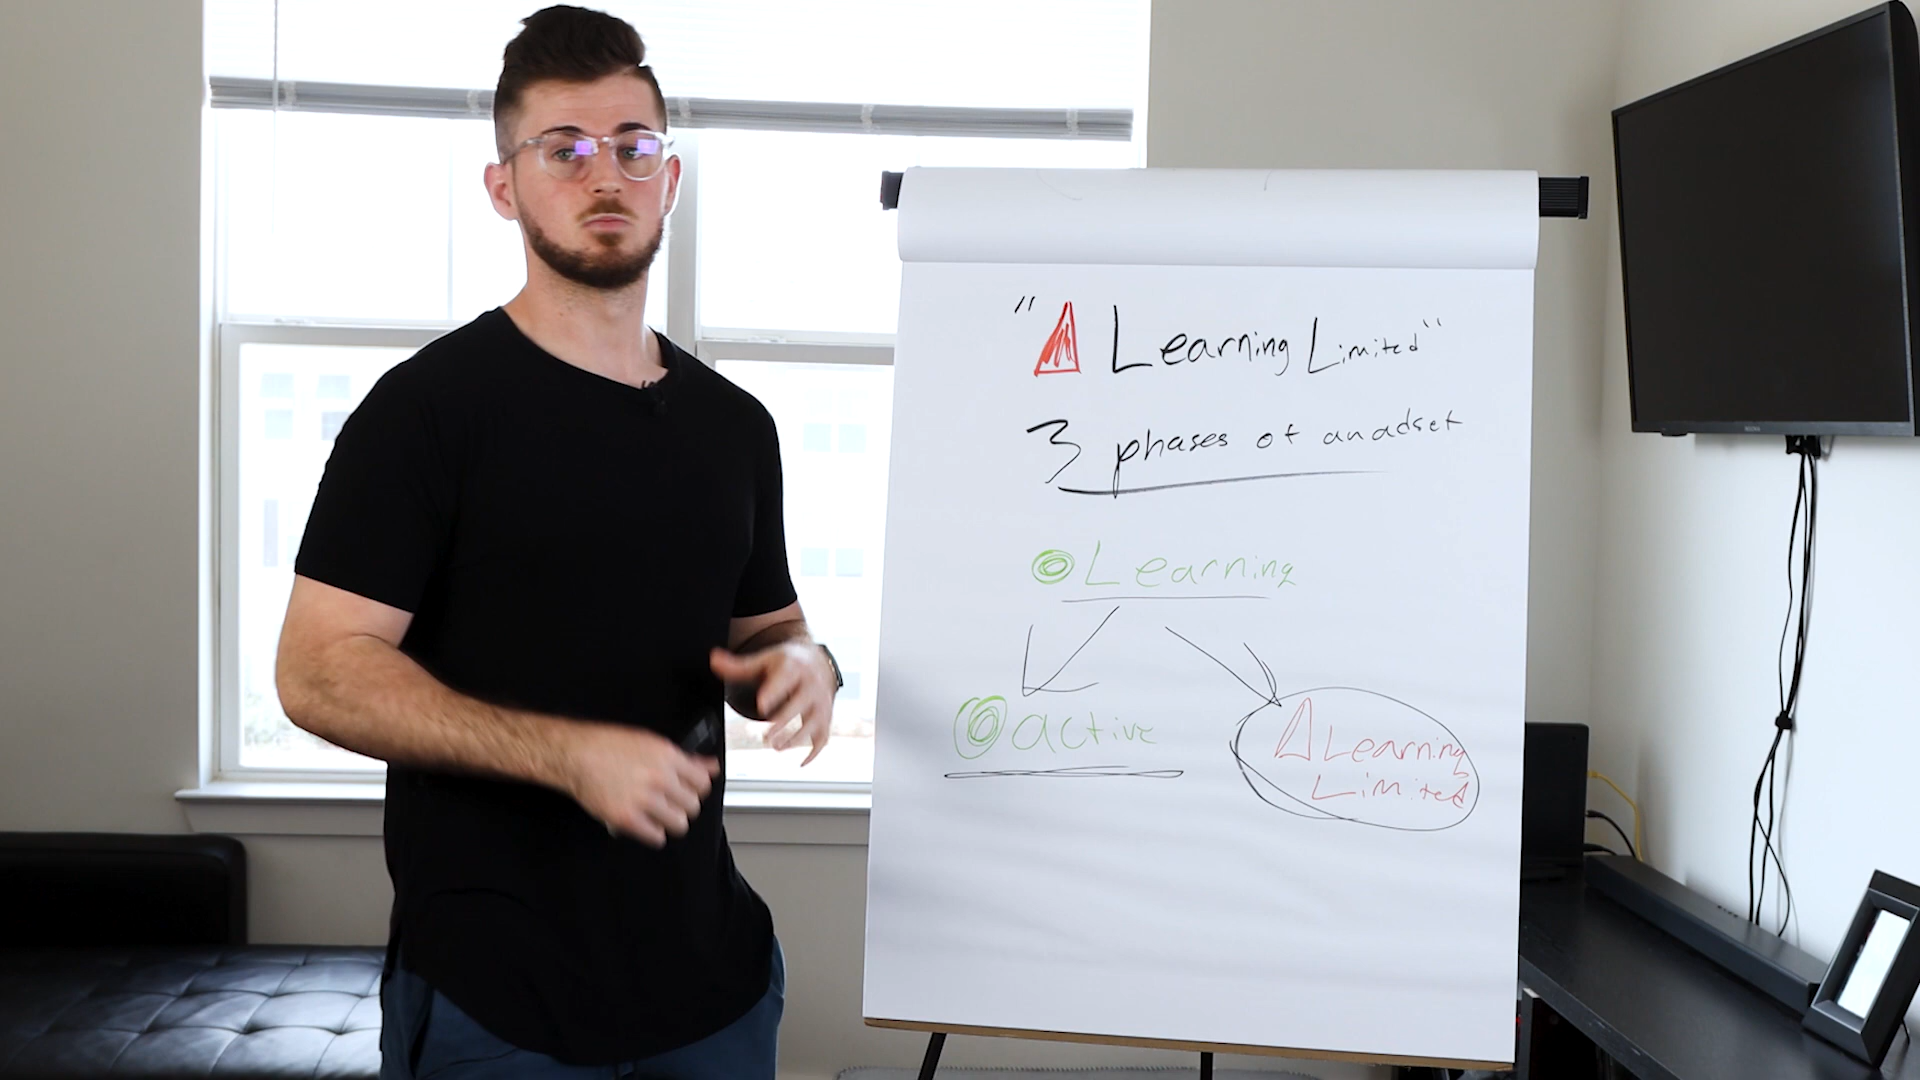 "Learning Limited"
3 phases of an adset
Learning
active
Learning
Limited